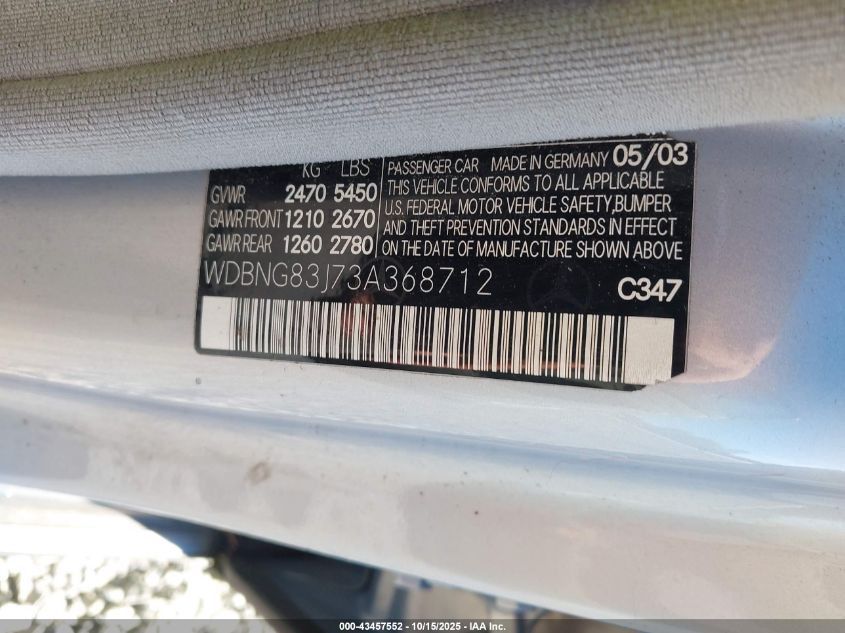 KG LBS
GVWR 2470 5450
GAWR FRONT 1210 2670
GAWR REAR 1260 2780
PASSENGER CAR MADE IN GERMANY 05/03
THIS VEHICLE CONFORMS TO ALL APPLICABLE
U.S. FEDERAL MOTOR VEHICLE SAFETY,BUMPER
AND THEFT PREVENTION STANDARDS IN EFFECT
ON THE DATE OF MANUFACTURE SHOWN ABOVE
WDBNG83J73A368712
C347
000-43457552 | 10/15/2025 | IAA Inc.